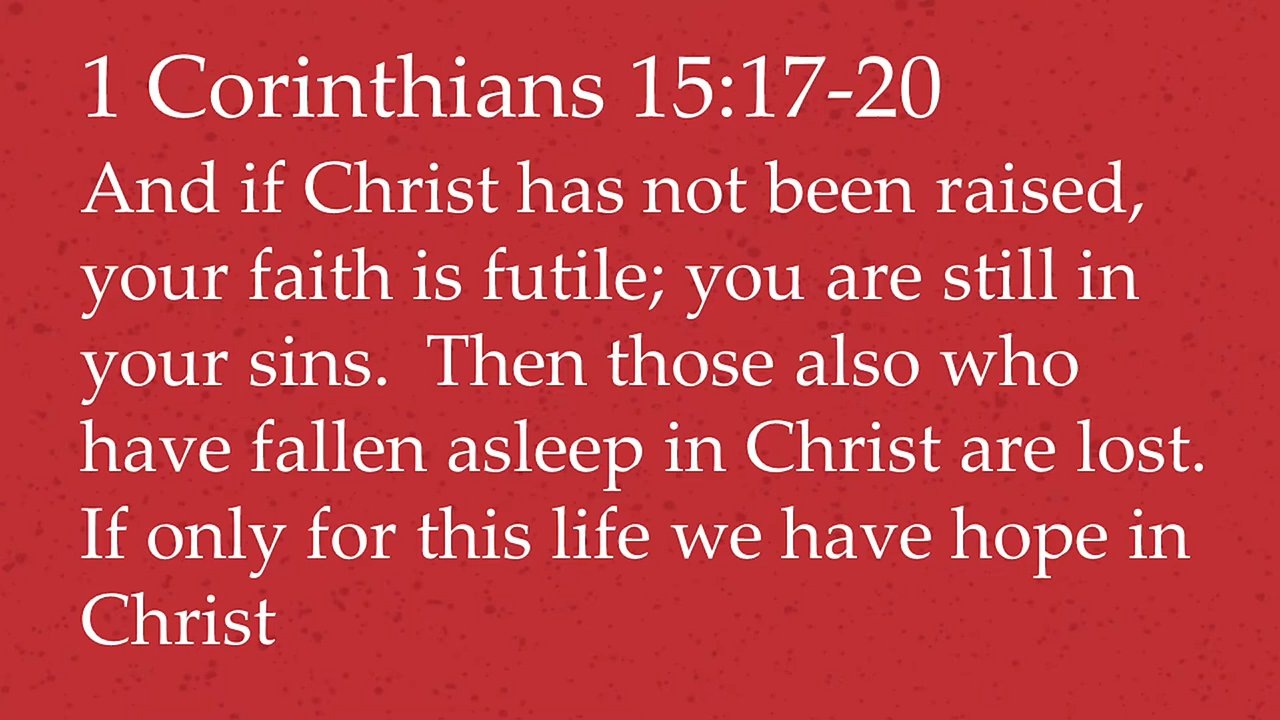 1 Corinthians 15:17-20
And if Christ has not been raised,
your faith is futile; you are still in
your sins.  Then those also who
have fallen asleep in Christ are lost.
If only for this life we have hope in
Christ